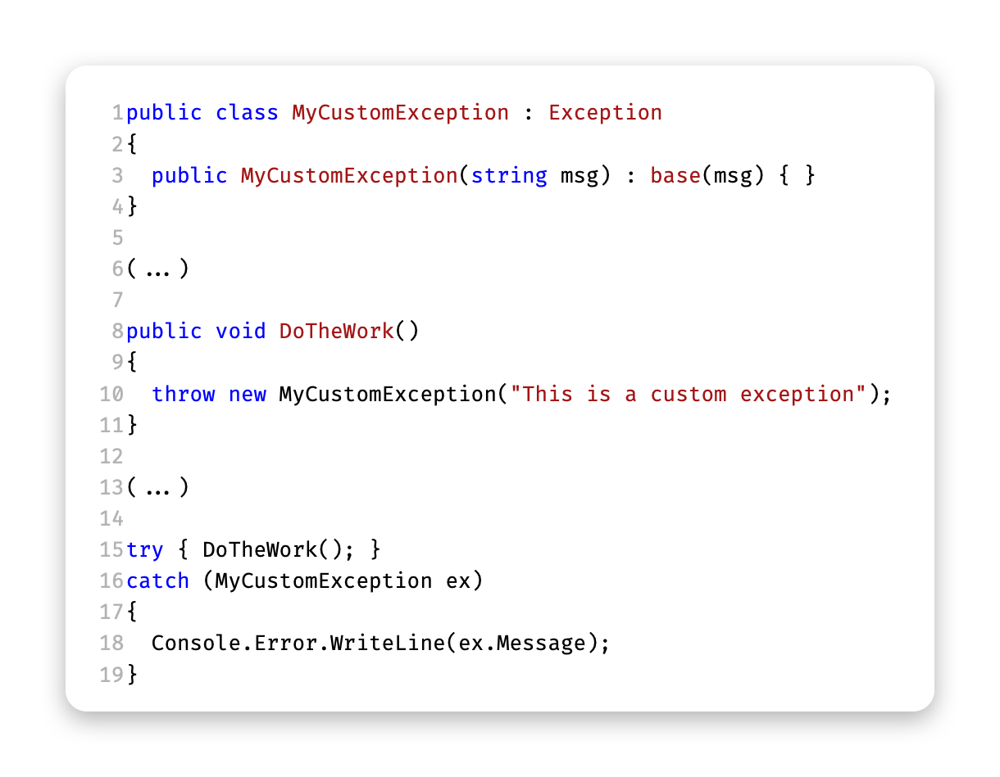 1public class MyCustomException : Exception
2{
3  public MyCustomException(string msg) : base(msg) { }
4}
5
6(...)
7
8public void DoTheWork()
9{
10  throw new MyCustomException("This is a custom exception");
11}
12
13(...)
14
15try { DoTheWork(); }
16catch (MyCustomException ex)
17{
18  Console.Error.WriteLine(ex.Message);
19}